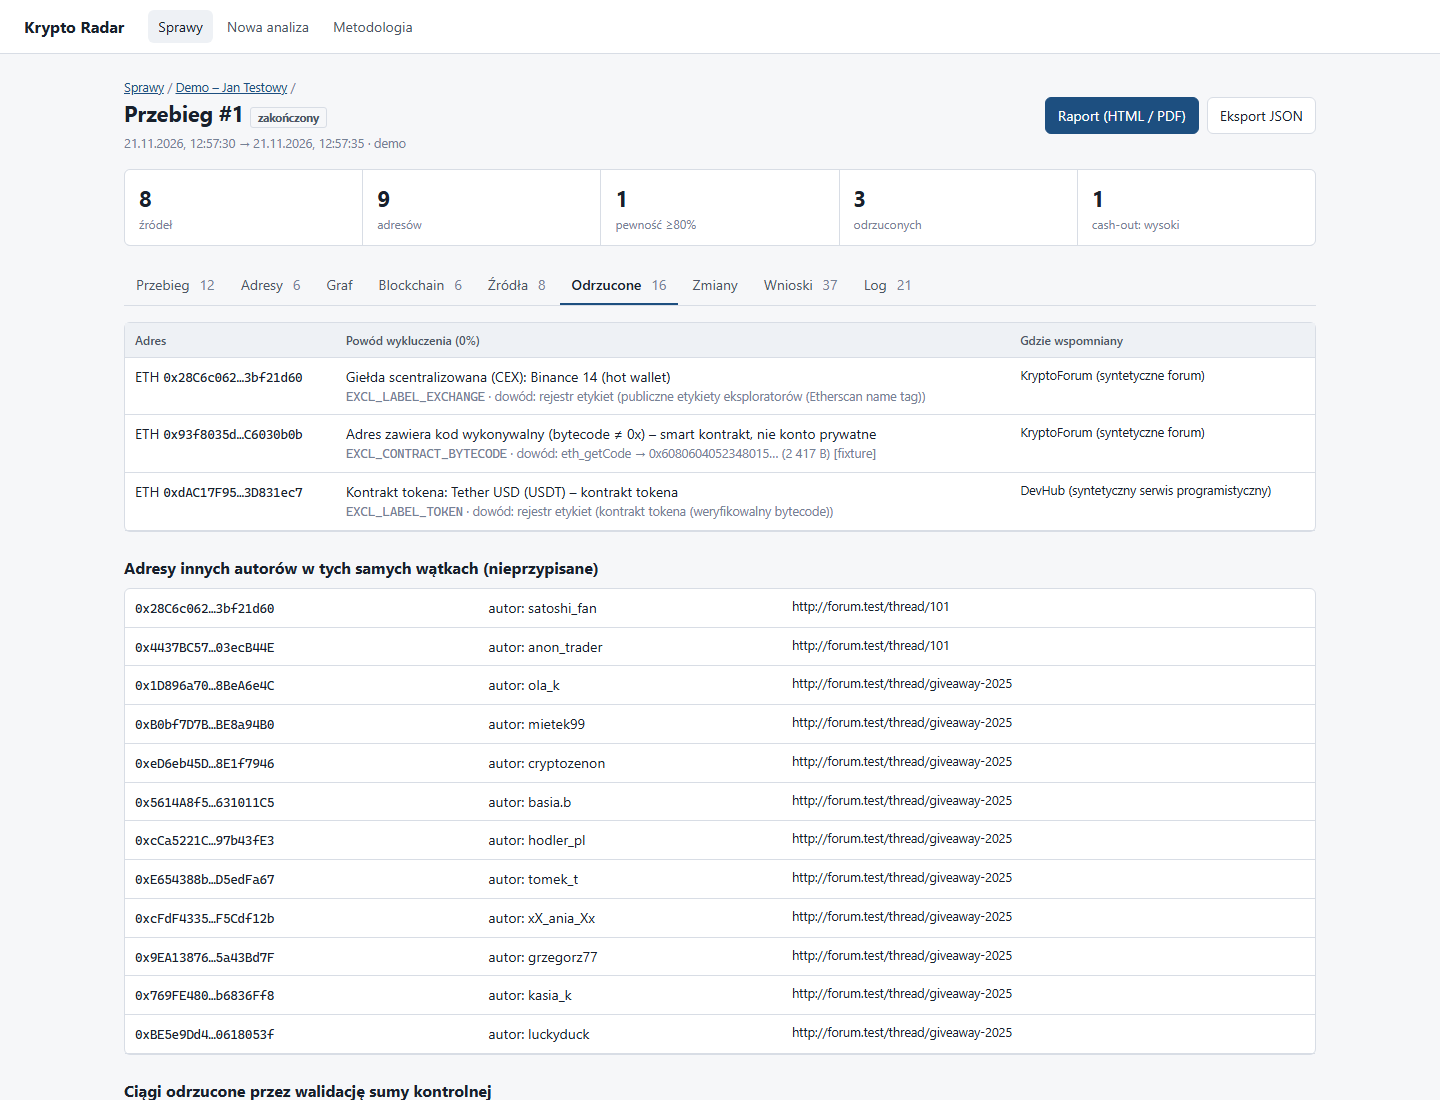 Krypto Radar Sprawy Nowa analiza Metodologia
Sprawy / Demo – Jan Testowy /
Przebieg #1 zakończony
21.11.2026, 12:57:30 → 21.11.2026, 12:57:35 · demo
Raport (HTML / PDF) Eksport JSON
8
źródeł
9
adresów
1
pewność ≥80%
3
odrzuconych
1
cash-out: wysoki
Przebieg 12 Adresy 6 Graf Blockchain 6 Źródła 8 Odrzucone 16 Zmiany Wnioski 37 Log 21
Adres Powód wykluczenia (0%) Gdzie wspomniany
ETH 0x28C6c062…3bf21d60 Giełda scentralizowana (CEX): Binance 14 (hot wallet) KryptoForum (syntetyczne forum)
EXCL_LABEL_EXCHANGE · dowód: rejestr etykiet (publiczne etykiety eksploratorów (Etherscan name tag))
ETH 0x93f8035d…C6030b0b Adres zawiera kod wykonywalny (bytecode ≠ 0x) – smart kontrakt, nie konto prywatne KryptoForum (syntetyczne forum)
EXCL_CONTRACT_BYTECODE · dowód: eth_getCode → 0x6080604052348015… (2 417 B) [fixture]
ETH 0xdAC17F95…3D831ec7 Kontrakt tokena: Tether USD (USDT) – kontrakt tokena DevHub (syntetyczny serwis programistyczny)
EXCL_LABEL_TOKEN · dowód: rejestr etykiet (kontrakt tokena (weryfikowalny bytecode))
Adresy innych autorów w tych samych wątkach (nieprzypisane)
0x28C6c062…3bf21d60 autor: satoshi_fan http://forum.test/thread/101
0x4437BC57…03ecB44E autor: anon_trader http://forum.test/thread/101
0x1D896a70…8BeA6e4C autor: ola_k http://forum.test/thread/giveaway-2025
0xB0bf7D7B…BE8a94B0 autor: mietek99 http://forum.test/thread/giveaway-2025
0xeD6eb45D…8E1f7946 autor: cryptozenon http://forum.test/thread/giveaway-2025
0x5614A8f5…631011C5 autor: basia.b http://forum.test/thread/giveaway-2025
0xcCa5221C…97b43fE3 autor: hodler_pl http://forum.test/thread/giveaway-2025
0xE654388b…D5edFa67 autor: tomek_t http://forum.test/thread/giveaway-2025
0xcFdF4335…F5Cdf12b autor: xX_ania_Xx http://forum.test/thread/giveaway-2025
0x9EA13876…5a43Bd7F autor: grzegorz77 http://forum.test/thread/giveaway-2025
0x769FE480…b6836Ff8 autor: kasia_k http://forum.test/thread/giveaway-2025
0xBE5e9Dd4…0618053f autor: luckyduck http://forum.test/thread/giveaway-2025
Ciągi odrzucone przez walidację sumy kontrolnej